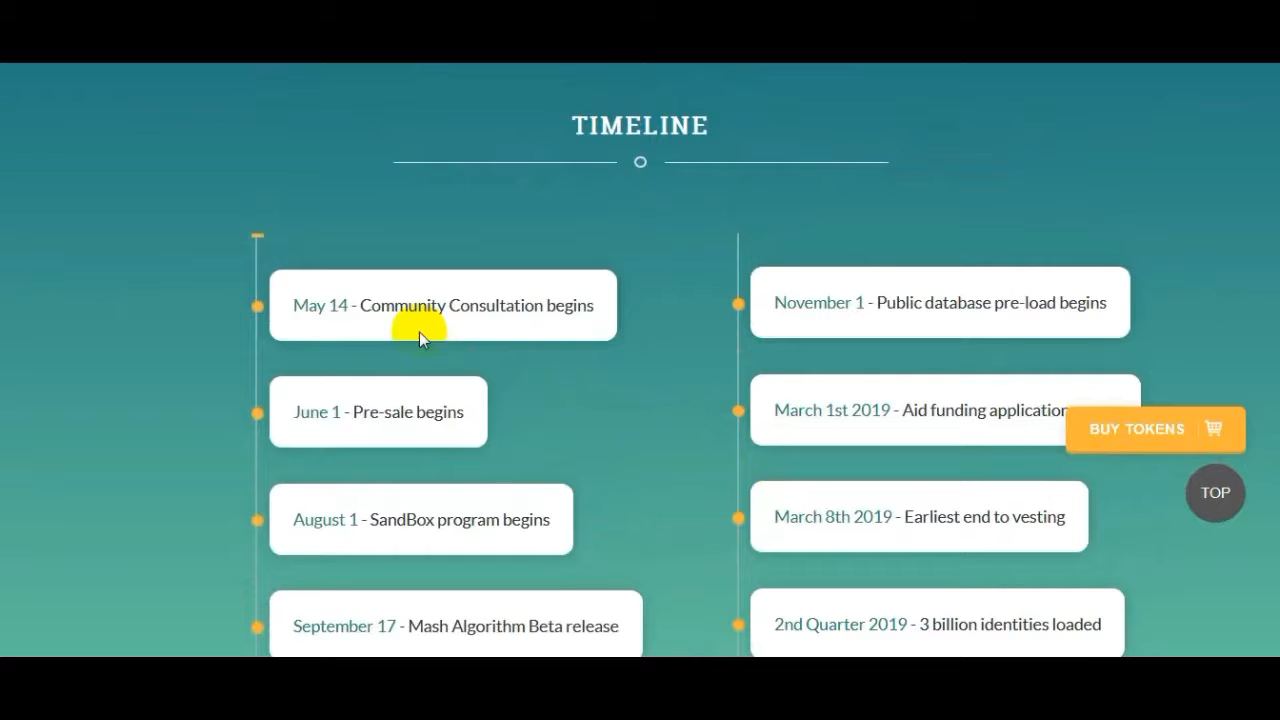 TIMELINE
May 14 - Community Consultation begins
June 1 - Pre-sale begins
August 1 - SandBox program begins
September 17 - Mash Algorithm Beta release
November 1 - Public database pre-load begins
March 1st 2019 - Aid funding application
March 8th 2019 - Earliest end to vesting
2nd Quarter 2019 - 3 billion identities loaded
BUY TOKENS
TOP